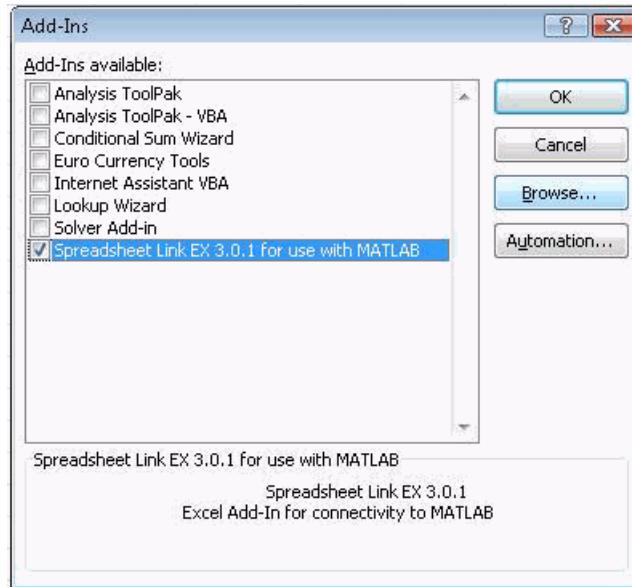 Add-Ins
Add-Ins available:
Analysis ToolPak
Analysis ToolPak - VBA
Conditional Sum Wizard
Euro Currency Tools
Internet Assistant VBA
Lookup Wizard
Solver Add-in
Spreadsheet Link EX 3.0.1 for use with MATLAB
OK
Cancel
Browse...
Automation...
Spreadsheet Link EX 3.0.1 for use with MATLAB
Spreadsheet Link EX 3.0.1
Excel Add-In for connectivity to MATLAB